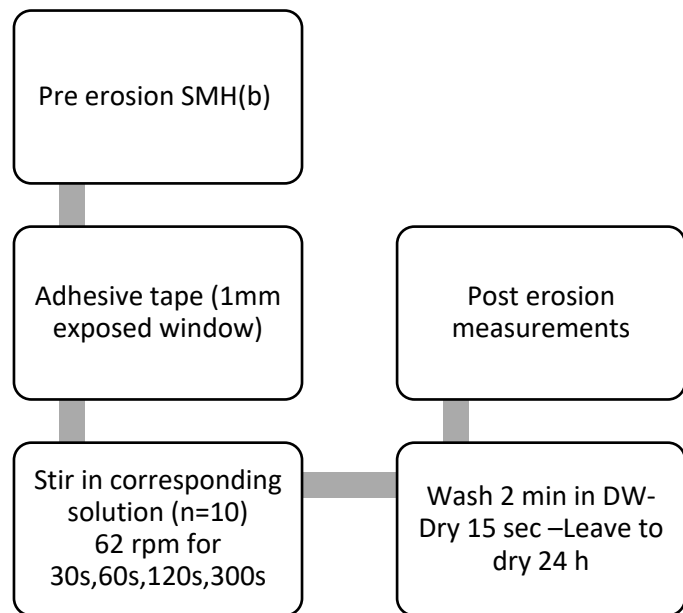 Pre erosion SMH(b)
Adhesive tape (1mm
exposed window)
Stir in corresponding
solution (n=10)
62 rpm for
30s,60s,120s,300s
Wash 2 min in DW-
Dry 15 sec –Leave to
dry 24 h
Post erosion
measurements